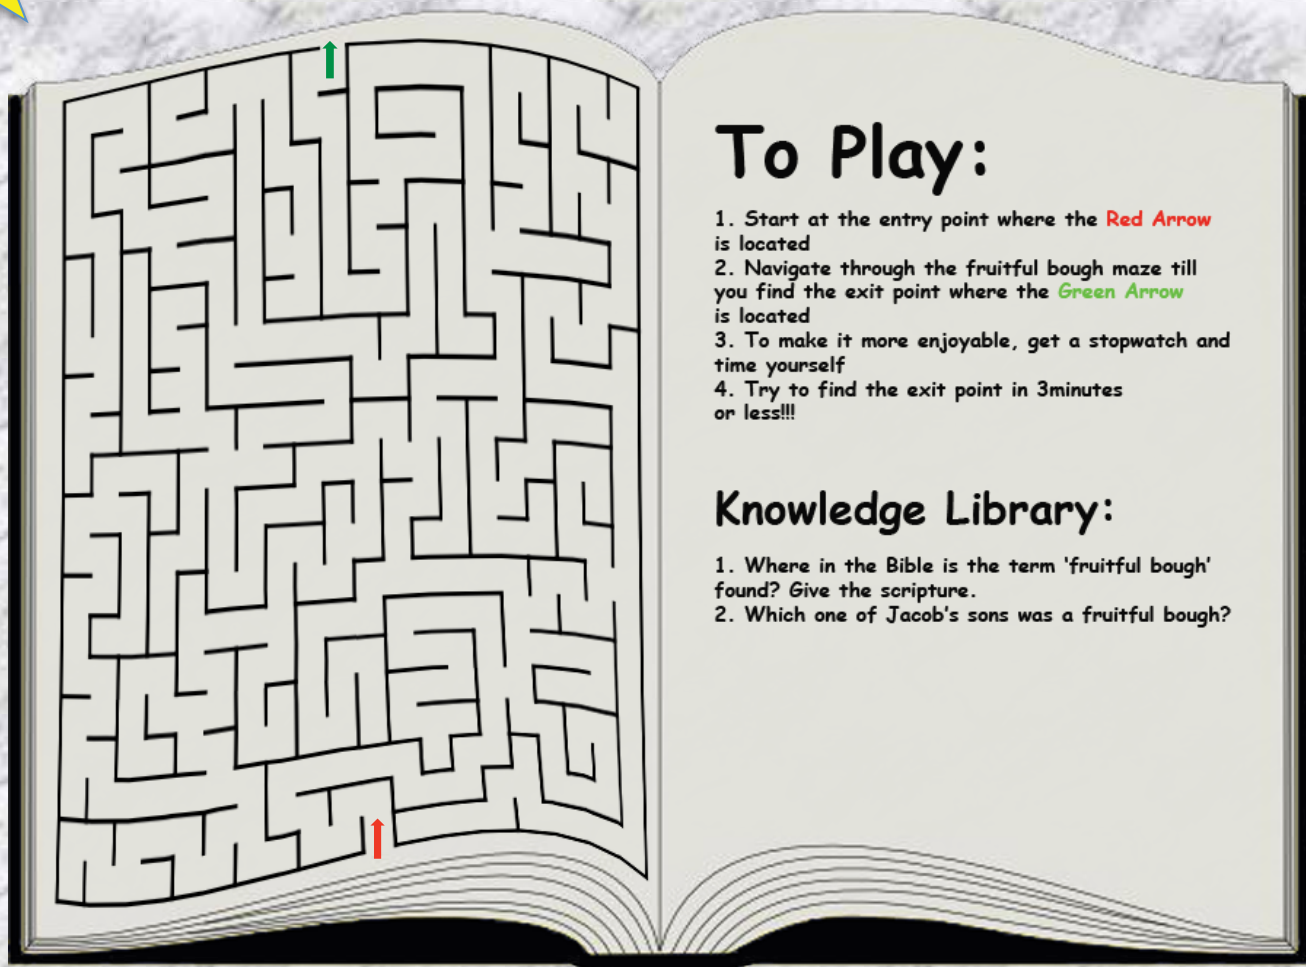 To Play:
1. Start at the entry point where the Red Arrow
is located
2. Navigate through the fruitful bough maze till
you find the exit point where the Green Arrow
is located
3. To make it more enjoyable, get a stopwatch and
time yourself
4. Try to find the exit point in 3minutes
or less!!!
Knowledge Library:
1. Where in the Bible is the term 'fruitful bough'
found? Give the scripture.
2. Which one of Jacob's sons was a fruitful bough?